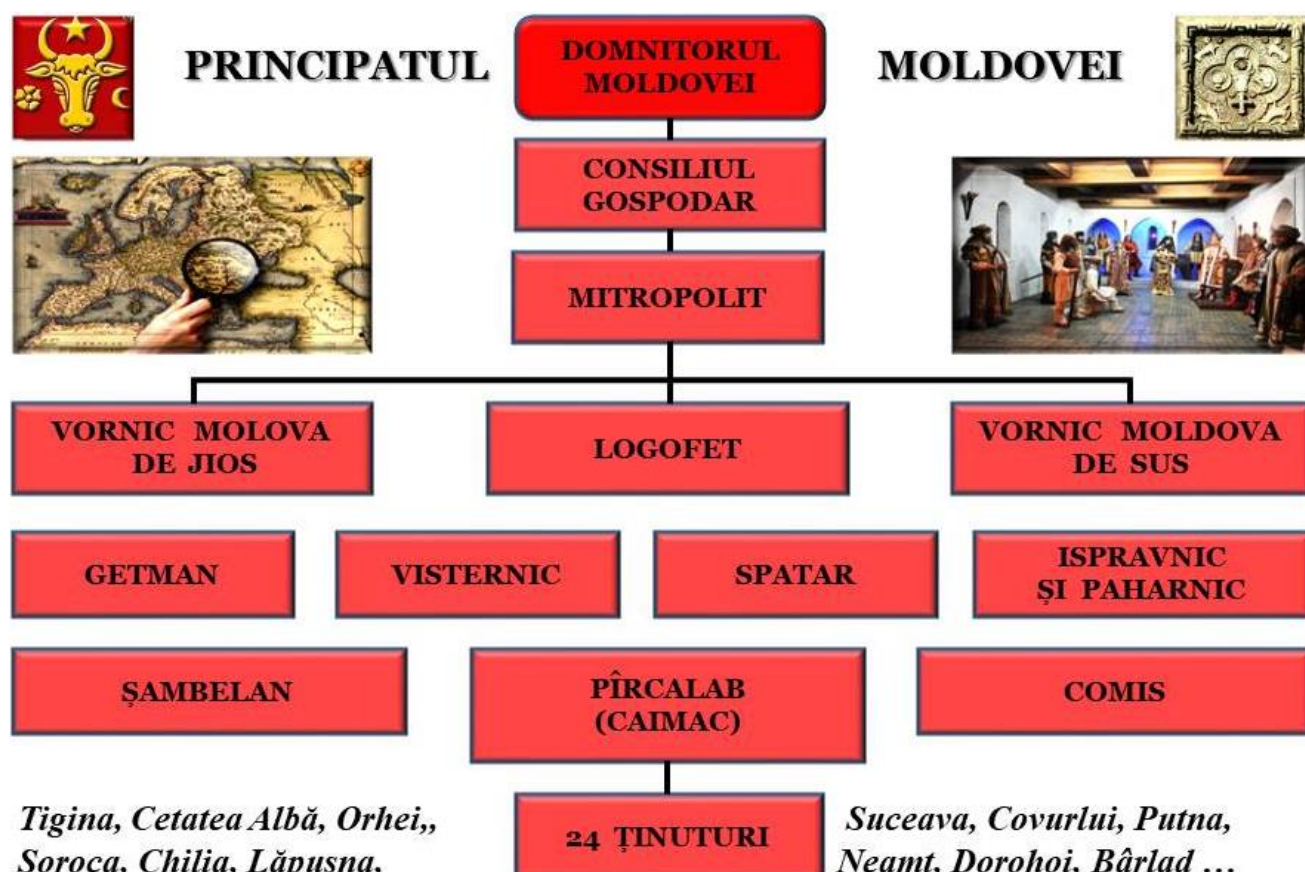 PRINCIPATUL
DOMNITORUL
MOLDOVEI
MOLDOVEI
CONSILIUL
GOSPODAR
MITROPOLIT
VORNIC MOLOVA
DE JIOS
LOGOFET
VORNIC MOLDOVA
DE SUS
GETMAN
VISTERNIC
SPATAR
ISPRAVNIC
ȘI PAHARNIC
ȘAMBELAN
PÎRCALAB
(CAIMAC)
COMIS
Tigina, Cetatea Albă, Orhei,,
Soroca, Chilia, Lăpușna,
24 ȚINUTURI
Suceava, Covurlui, Putna,
Neamț, Dorohoi, Bârlad ...